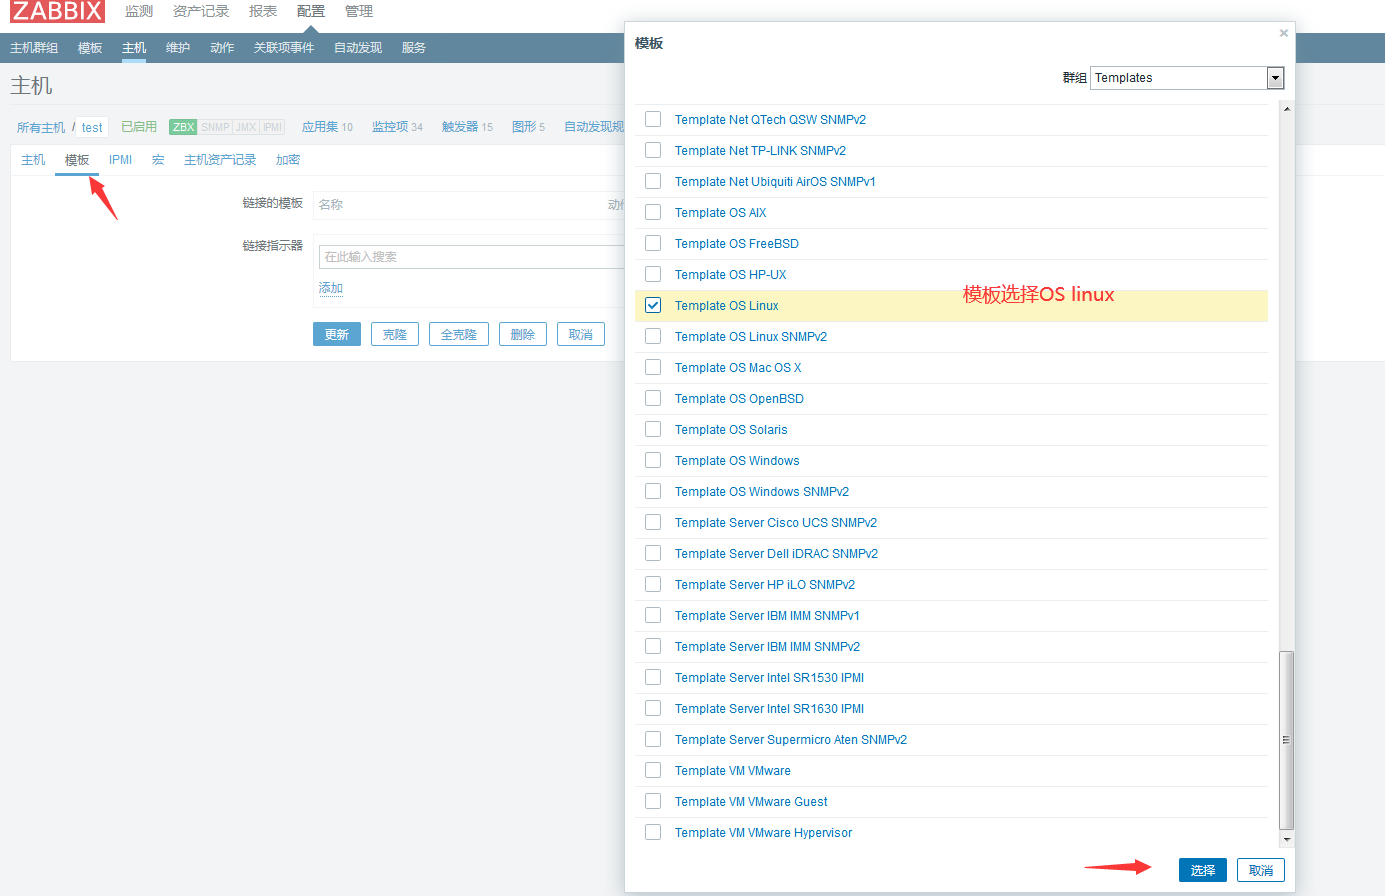 ZABBIX 监测 资产记录 报表 配置 管理
主机群组 模板 主机 维护 动作 关联项事件 自动发现 服务
主机
所有主机 / test 已启用 ZBX SNMP JMX IPMI 应用集 10 监控项 34 触发器 15 图形 5 自动发现规
主机 模板 IPMI 宏 主机资产记录 加密
链接的模板 名称 动作
链接指示器 在此输入搜索
添加
更新 克隆 全克隆 删除 取消
模板 ×
群组 Templates
Template Net QTech QSW SNMPv2
Template Net TP-LINK SNMPv2
Template Net Ubiquiti AirOS SNMPv1
Template OS AIX
Template OS FreeBSD
Template OS HP-UX
Template OS Linux
模板选择OS linux
Template OS Linux SNMPv2
Template OS Mac OS X
Template OS OpenBSD
Template OS Solaris
Template OS Windows
Template OS Windows SNMPv2
Template Server Cisco UCS SNMPv2
Template Server Dell iDRAC SNMPv2
Template Server HP iLO SNMPv2
Template Server IBM IMM SNMPv1
Template Server IBM IMM SNMPv2
Template Server Intel SR1530 IPMI
Template Server Intel SR1630 IPMI
Template Server Supermicro Aten SNMPv2
Template VM VMware
Template VM VMware Guest
Template VM VMware Hypervisor
选择 取消